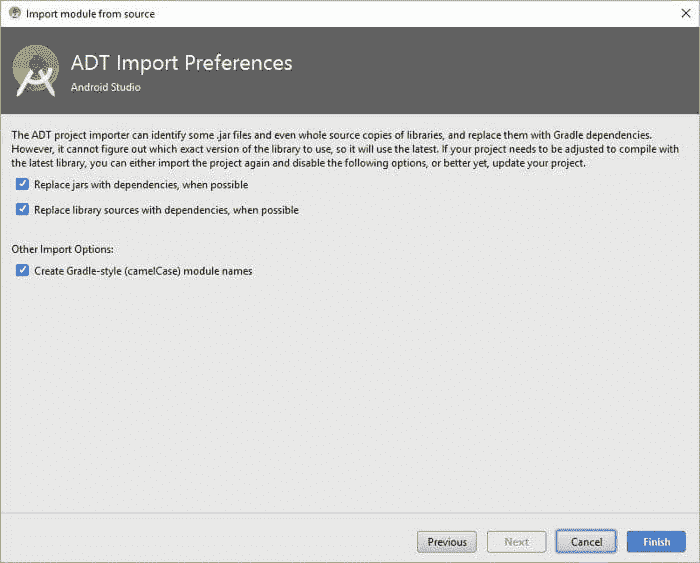 Import module from source
ADT Import Preferences
Android Studio
The ADT project importer can identify some .jar files and even whole source copies of libraries, and replace them with Gradle dependencies.
However, it cannot figure out which exact version of the library to use, so it will use the latest. If your project needs to be adjusted to compile with
the latest library, you can either import the project again and disable the following options, or better yet, update your project.
Replace jars with dependencies, when possible
Replace library sources with dependencies, when possible
Other Import Options:
Create Gradle-style (camelCase) module names
Previous Next Cancel Finish